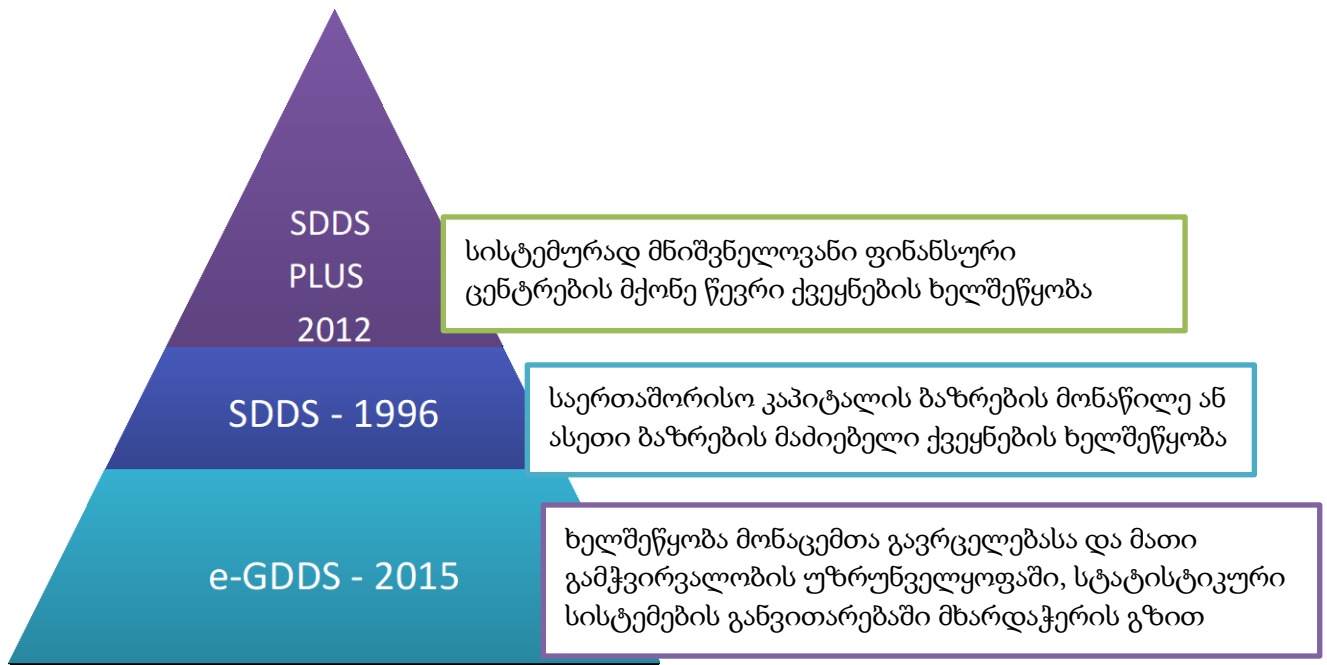 SDDS
PLUS
2012
სისტემურად მნიშვნელოვანი ფინანსური
ცენტრების მქონე წევრი ქვეყნების ხელშეწყობა
SDDS - 1996
საერთაშორისო კაპიტალის ბაზრების მონაწილე ან
ასეთი ბაზრების მაძიებელი ქვეყნების ხელშეწყობა
e-GDDS - 2015
ხელშეწყობა მონაცემთა გავრცელებასა და მათი
გამჭვირვალობის უზრუნველყოფაში, სტატისტიკური
სისტემების განვითარებაში მხარდაჭერის გზით